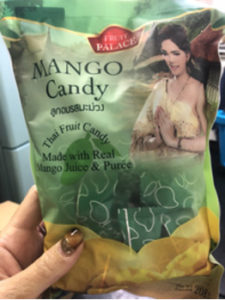 FRUIT
PALACE
MANGO
Candy
ลูกอมรสมะม่วง
Thai Fruit Candy
Made with Real
Mango Juice & Puree